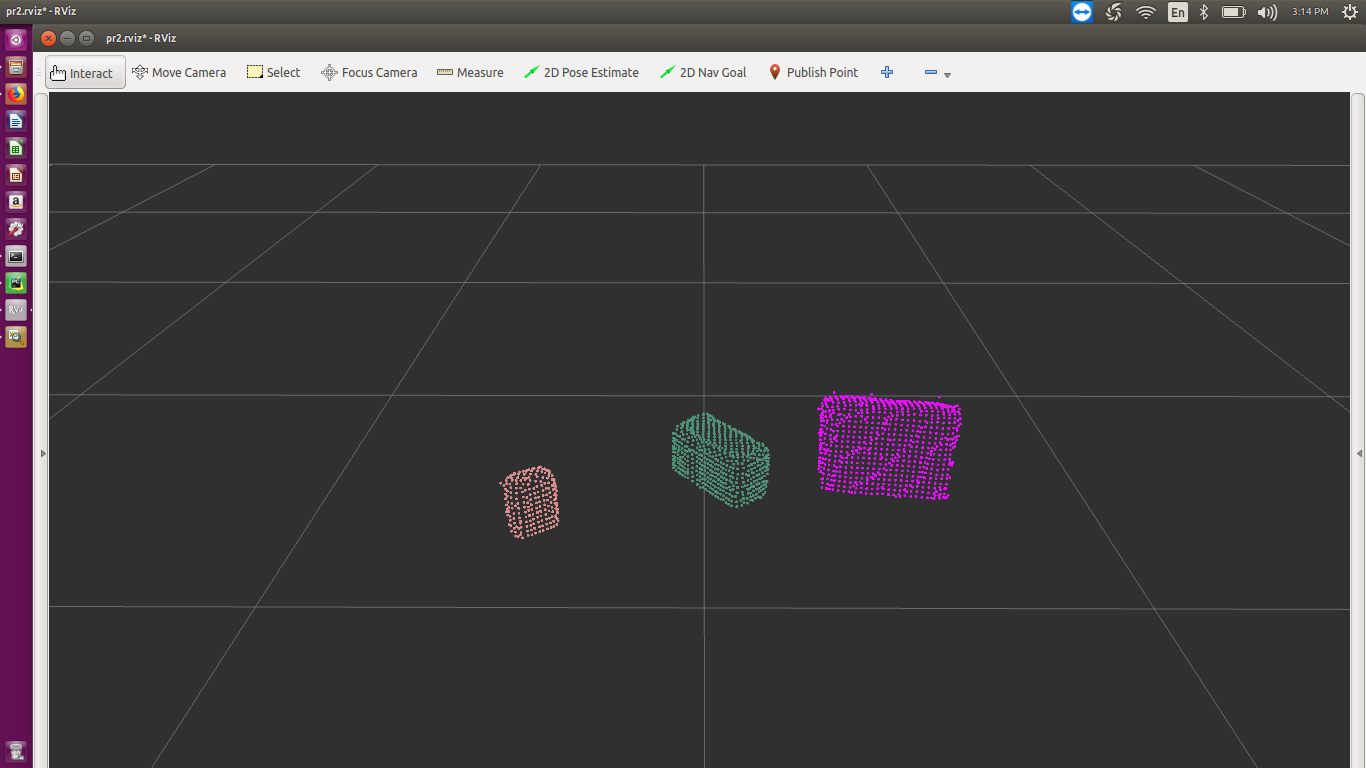 pr2.rviz* - RViz
En
3:14 PM
pr2.rviz* - RViz
Interact
Move Camera
Select
Focus Camera
Measure
2D Pose Estimate
2D Nav Goal
Publish Point
a
RViz